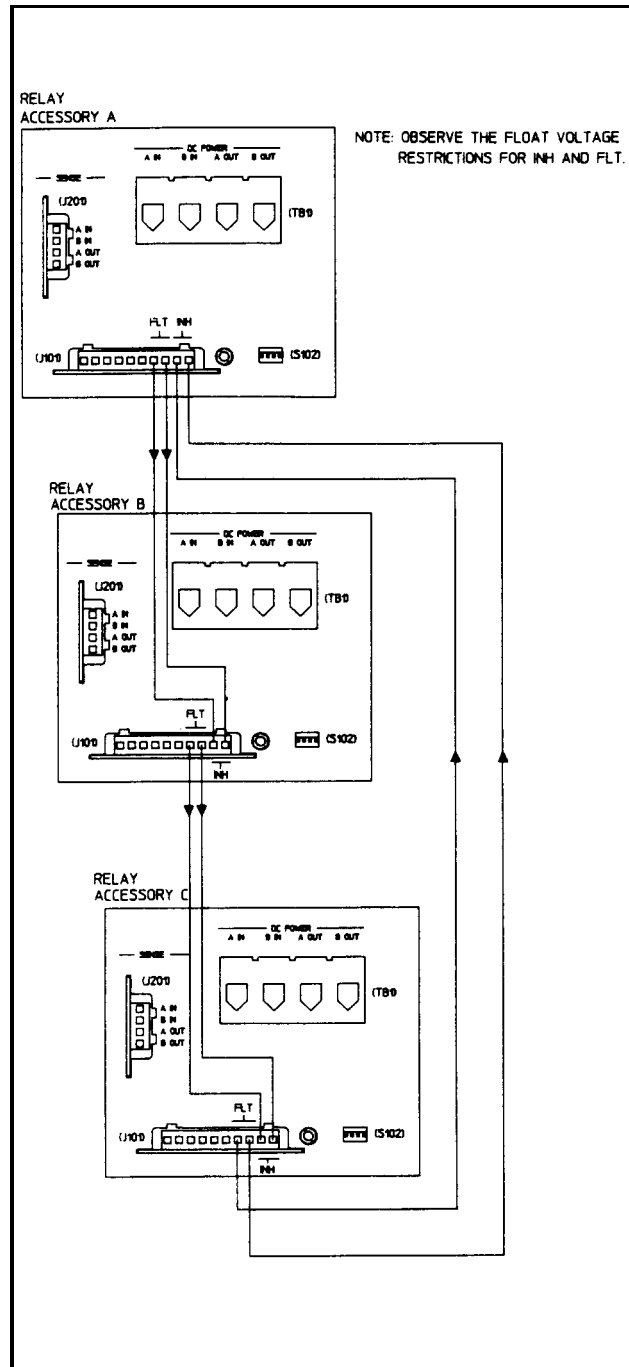 RELAY
ACCESSORY A
NOTE: OBSERVE THE FLOAT VOLTAGE
RESTRICTIONS FOR INH AND FLT.
DC POWER
A IN B IN A OUT B OUT
SENSE
(J201)
(TB1)
A IN
B IN
A OUT
B OUT
FLT INH
(J101)
(S102)
RELAY
ACCESSORY B
DC POWER
A IN B IN A OUT B OUT
SENSE
(J201)
(TB1)
A IN
B IN
A OUT
B OUT
FLT
(J101)
(S102)
INH
RELAY
ACCESSORY C
DC POWER
A IN B IN A OUT B OUT
SENSE
(J201)
(TB1)
A IN
B IN
A OUT
B OUT
FLT
(J101)
(S102)
INH